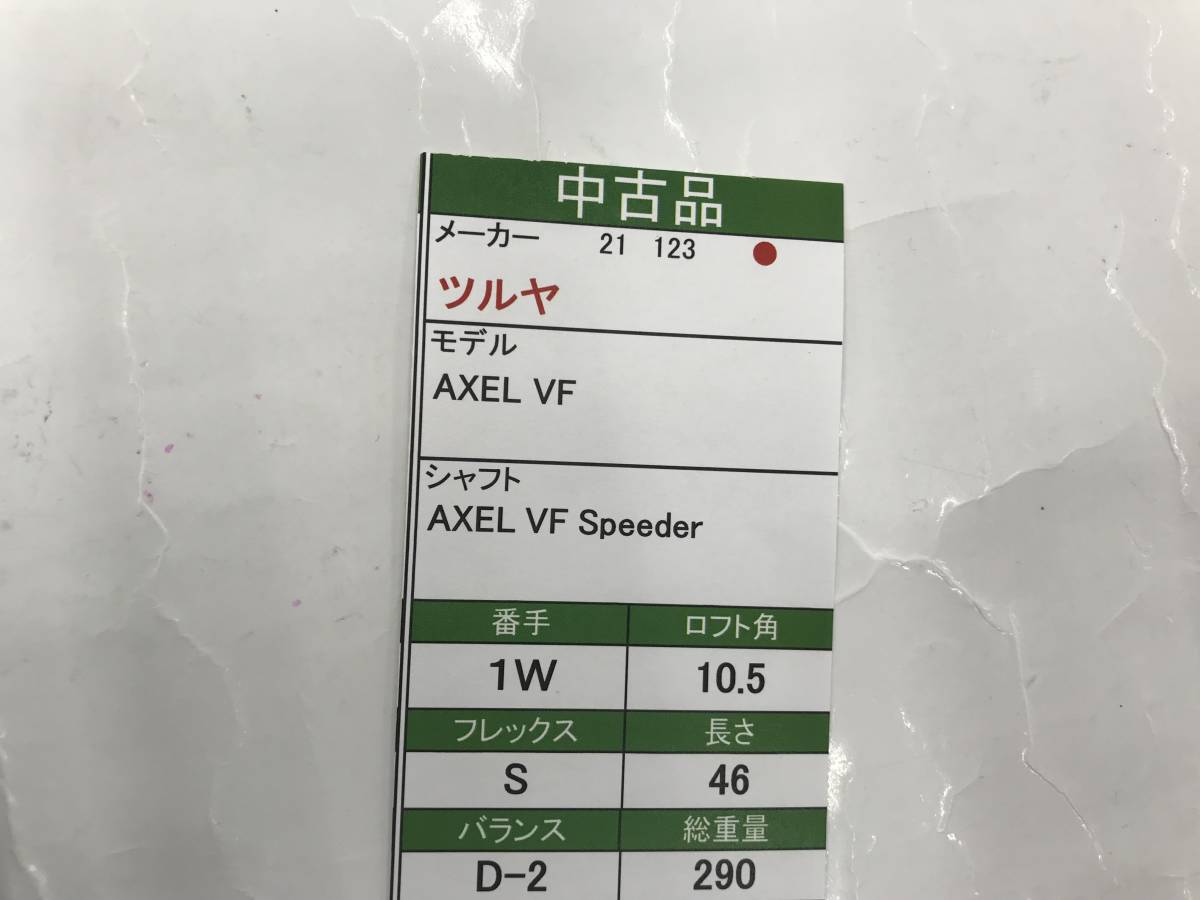 中古品
メーカー 21 123
ツルヤ
モデル
AXEL VF
シャフト
AXEL VF Speeder
番手 ロフト角
1W 10.5
フレックス 長さ
S 46
バランス 総重量
D-2 290